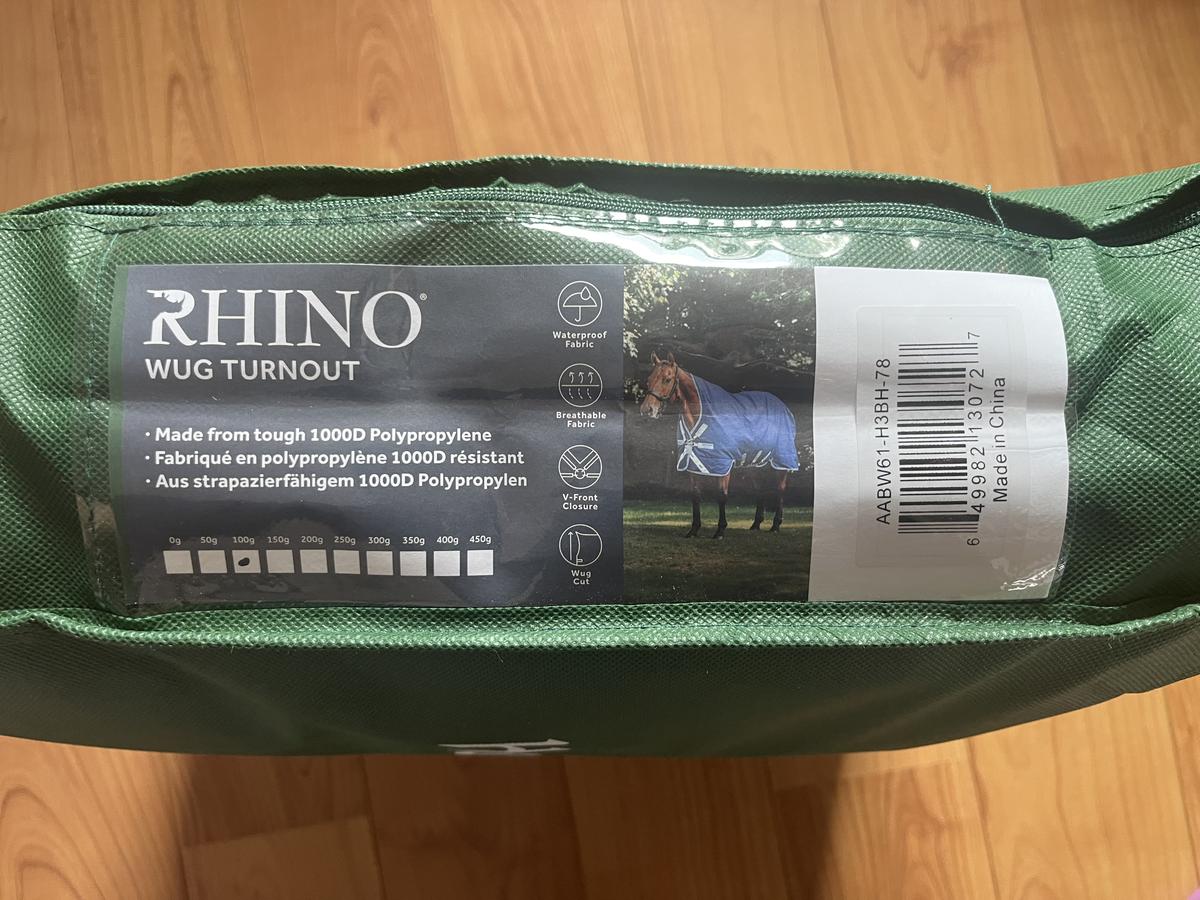 RHINO®
WUG TURNOUT
· Made from tough 1000D Polypropylene
· Fabriqué en polypropylène 1000D résistant
· Aus strapazierfähigem 1000D Polypropylen
0g 50g 100g 150g 200g 250g 300g 350g 400g 450g
Waterproof
Fabric
Breathable
Fabric
V-Front
Closure
Wug
Cut
AABW61-H3BH-78
6 49982 13072 7
Made in China